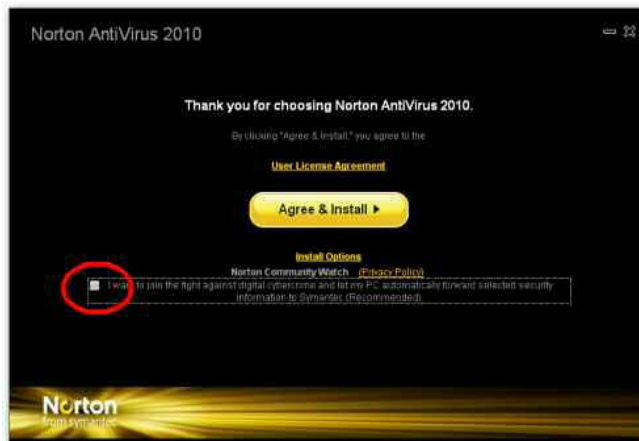 Norton AntiVirus 2010
Thank you for choosing Norton AntiVirus 2010.
By clicking "Agree & Install," you agree to the
User License Agreement
Agree & Install
Install Options
Norton Community Watch (Privacy Policy)
I want to join the fight against digital cybercrime and let my PC automatically forward selected security
information to Symantec (Recommended).
Norton
from symantec